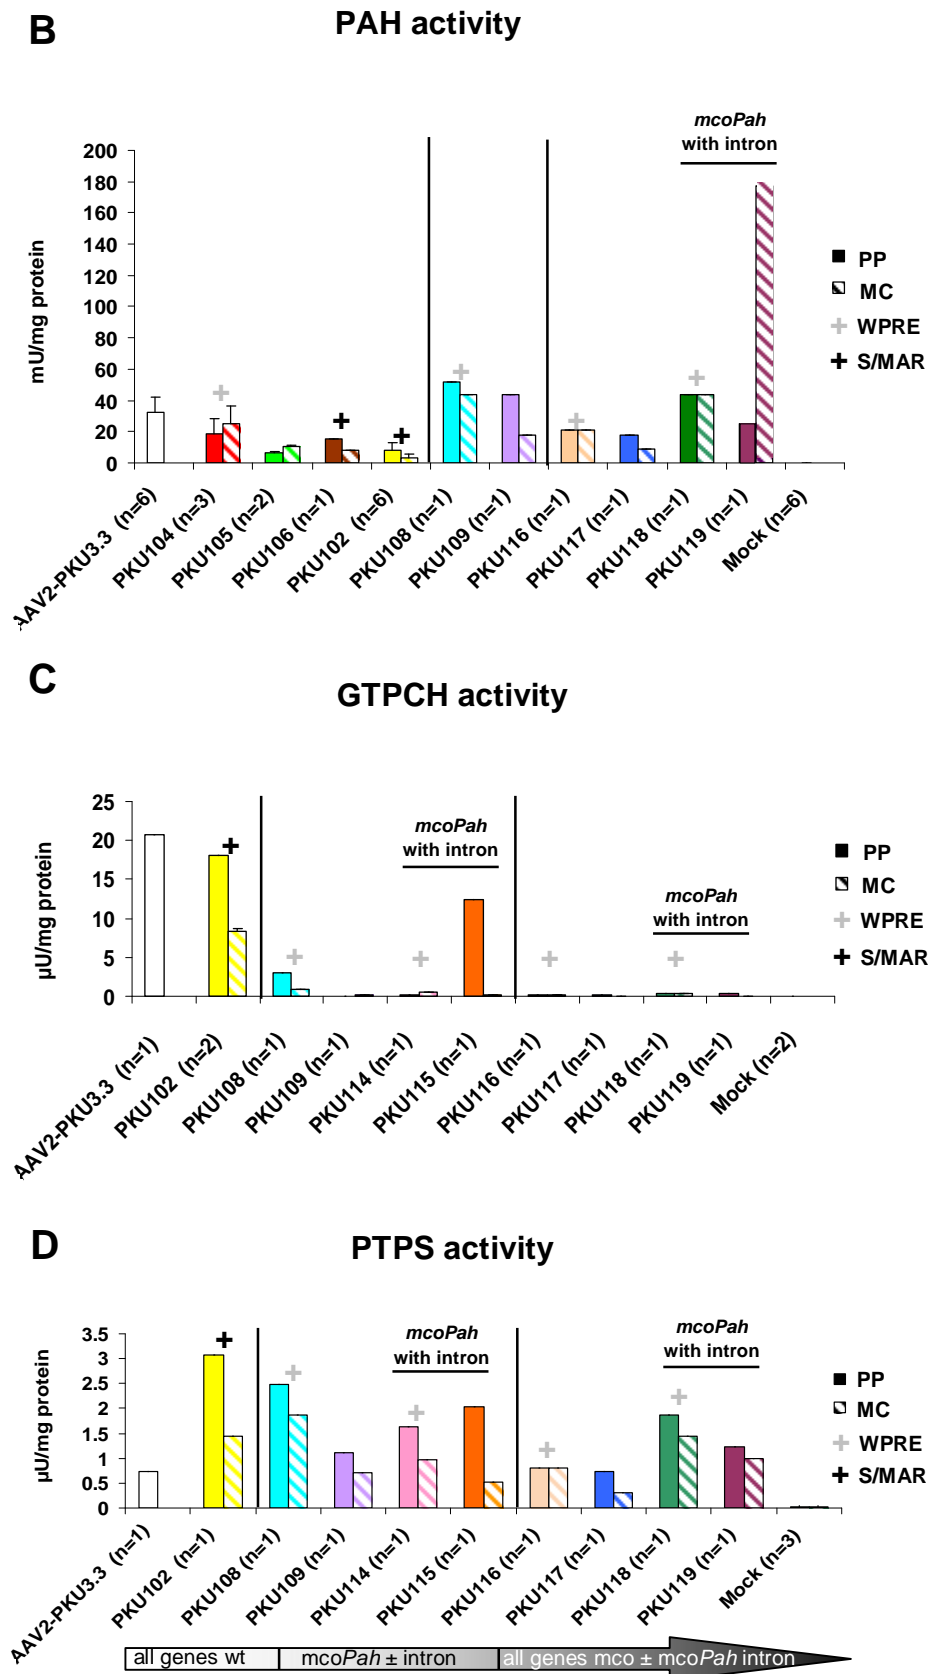 B
PAH activity
mcoPah
with intron
200
180
160
140
120
100
80
60
40
20
0
mU/mg protein
PP
MC
WPRE
S/MAR
AAV2-PKU3.3 (n=6)
PKU104 (n=3)
PKU105 (n=2)
PKU106 (n=1)
PKU102 (n=6)
PKU108 (n=1)
PKU109 (n=1)
PKU116 (n=1)
PKU117 (n=1)
PKU118 (n=1)
PKU119 (n=1)
Mock (n=6)
C
GTPCH activity
25
20
15
10
5
0
µU/mg protein
mcoPah
with intron
mcoPah
with intron
PP
MC
WPRE
S/MAR
AAV2-PKU3.3 (n=1)
PKU102 (n=2)
PKU108 (n=1)
PKU109 (n=1)
PKU114 (n=1)
PKU115 (n=1)
PKU116 (n=1)
PKU117 (n=1)
PKU118 (n=1)
PKU119 (n=1)
Mock (n=2)
D
PTPS activity
3.5
3
2.5
2
1.5
1
0.5
0
µU/mg protein
mcoPah
with intron
mcoPah
with intron
PP
MC
WPRE
S/MAR
AAV2-PKU3.3 (n=1)
PKU102 (n=1)
PKU108 (n=1)
PKU109 (n=1)
PKU114 (n=1)
PKU115 (n=1)
PKU116 (n=1)
PKU117 (n=1)
PKU118 (n=1)
PKU119 (n=1)
Mock (n=3)
all genes wt
mcoPah ± intron
all genes mco ± mcoPah intron